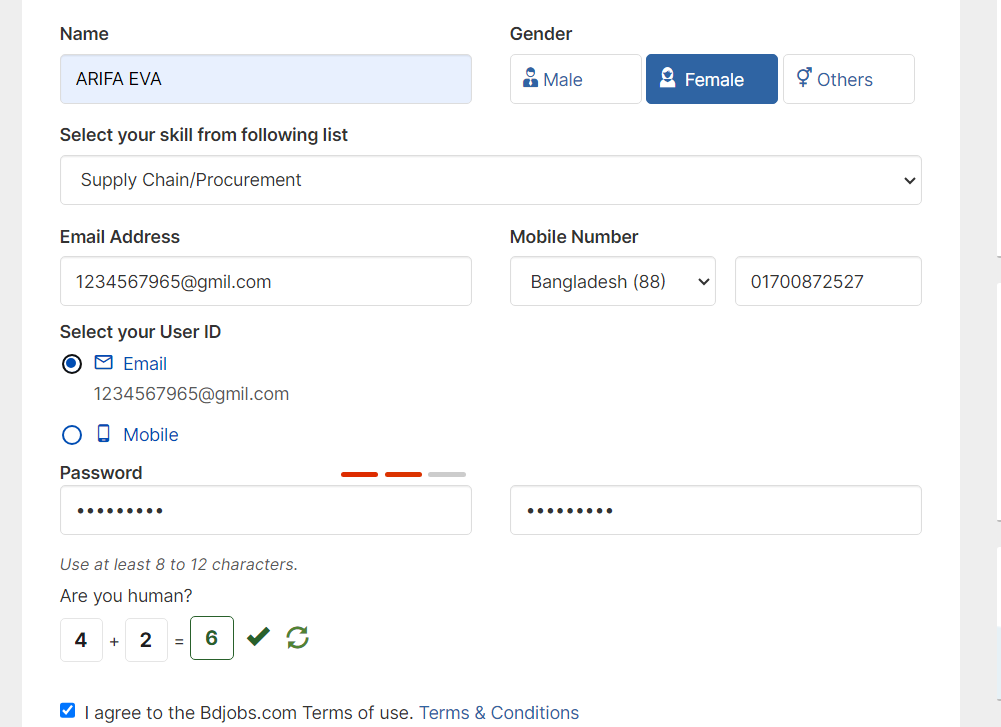 Name Gender
ARIFA EVA Male Female Others
Select your skill from following list
Supply Chain/Procurement
Email Address Mobile Number
1234567965@gmil.com Bangladesh (88) 01700872527
Select your User ID
Email
1234567965@gmil.com
Mobile
Password
••••••••• •••••••••
Use at least 8 to 12 characters.
Are you human?
4 + 2 = 6
I agree to the Bdjobs.com Terms of use. Terms & Conditions